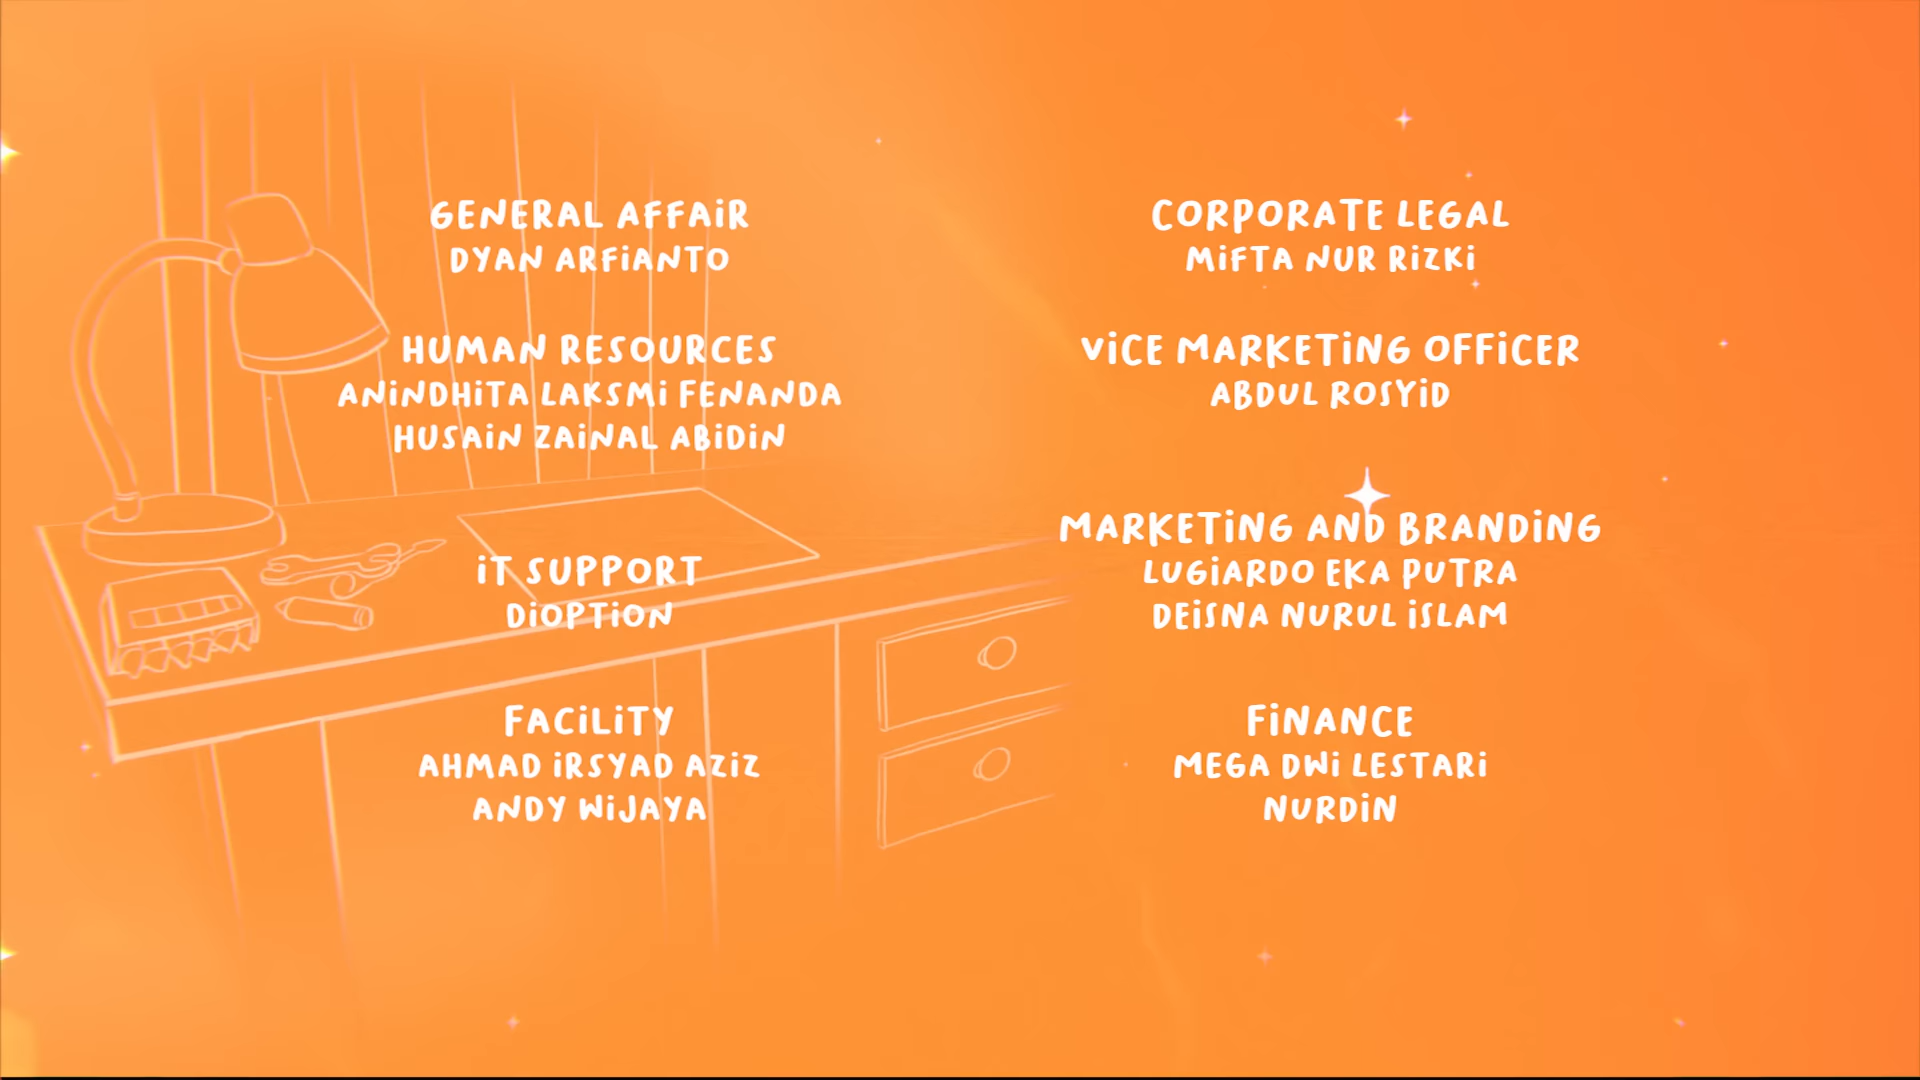 GENERAL AFFAiR
DYAN ARFiANTO
HUMAN RESOURCES
ANiNDHiTA LAKSMi FENANDA
HUSAiN ZAiNAL ABiDiN
iT SUPPORT
DiOPTiON
FACiLiTY
AHMAD iRSYAD AZiZ
ANDY WiJAYA
CORPORATE LEGAL
MiFTA NUR RiZKi
ViCE MARKETiNG OFFiCER
ABDUL ROSYiD
MARKETiNG AND BRANDiNG
LUGiARDO EKA PUTRA
DEiSNA NURUL iSLAM
FiNANCE
MEGA DWi LESTARi
NURDiN